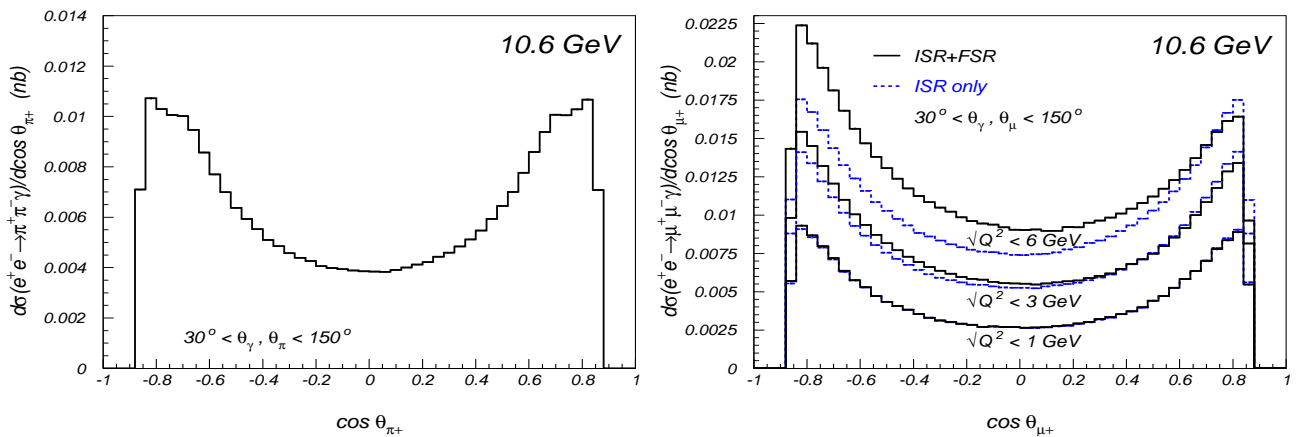 dσ(e⁺e⁻→π⁺π⁻γ)/dcos θπ+ (nb)
0.014
0.012
0.01
0.008
0.006
0.004
0.002
0
10.6 GeV
30° < θγ , θπ < 150°
-1 -0.8 -0.6 -0.4 -0.2 0 0.2 0.4 0.6 0.8 1
cos θπ+
dσ(e⁺e⁻→μ⁺μ⁻γ)/dcos θμ+ (nb)
0.0225
0.02
0.0175
0.015
0.0125
0.01
0.0075
0.005
0.0025
0
10.6 GeV
ISR+FSR
ISR only
30° < θγ , θμ < 150°
√Q² < 6 GeV
√Q² < 3 GeV
√Q² < 1 GeV
-1 -0.8 -0.6 -0.4 -0.2 0 0.2 0.4 0.6 0.8 1
cos θμ+